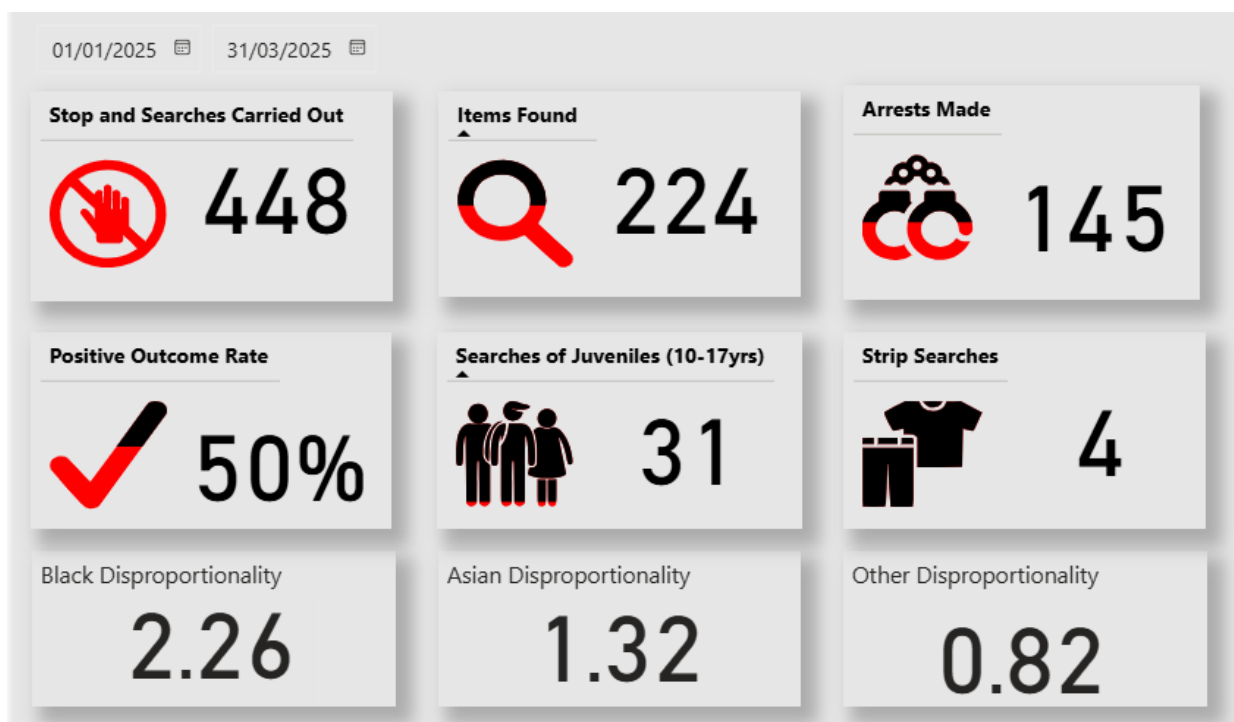 01/01/2025 31/03/2025
Stop and Searches Carried Out
448
Items Found
224
Arrests Made
145
Positive Outcome Rate
50%
Searches of Juveniles (10-17yrs)
31
Strip Searches
4
Black Disproportionality
2.26
Asian Disproportionality
1.32
Other Disproportionality
0.82